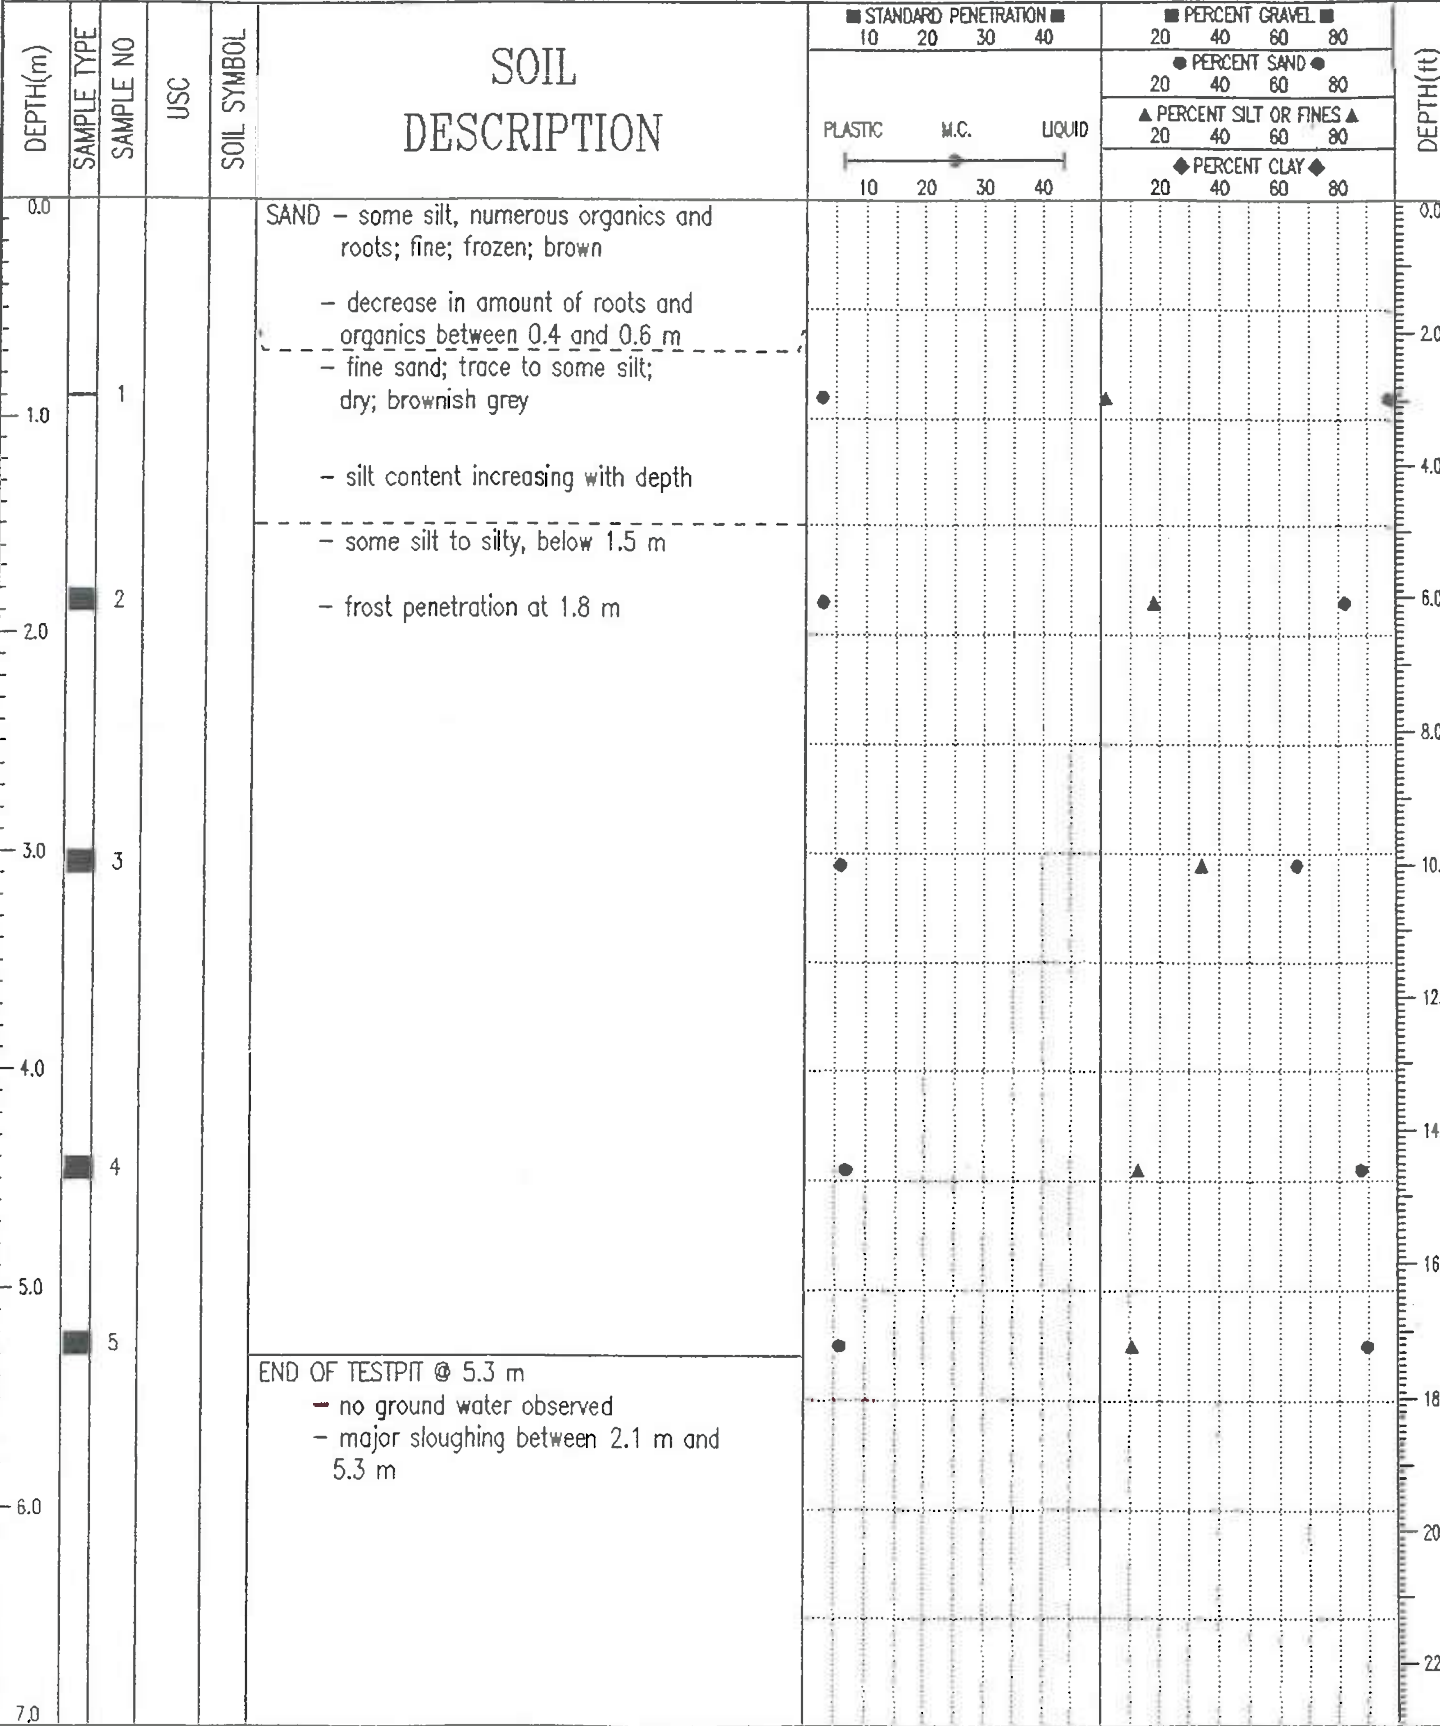 DEPTH(m)
SAMPLE TYPE
SAMPLE NO
USC
SOIL SYMBOL
SOIL
DESCRIPTION
■ STANDARD PENETRATION ■
10 20 30 40
PLASTIC M.C. LIQUID
10 20 30 40
■ PERCENT GRAVEL ■
20 40 60 80
● PERCENT SAND ●
20 40 60 80
▲ PERCENT SILT OR FINES ▲
20 40 60 80
◆ PERCENT CLAY ◆
20 40 60 80
DEPTH(ft)
0.0
SAND – some silt, numerous organics and
roots; fine; frozen; brown
– decrease in amount of roots and
organics between 0.4 and 0.6 m
– fine sand; trace to some silt;
dry; brownish grey
1
1.0
– silt content increasing with depth
– some silt to silty, below 1.5 m
– frost penetration at 1.8 m
2
2.0
3.0
3
4.0
4
5.0
5
END OF TESTPIT @ 5.3 m
– no ground water observed
– major sloughing between 2.1 m and
5.3 m
6.0
7.0
0.0
2.0
4.0
6.0
8.0
10.
12.
14
16
18
20
22